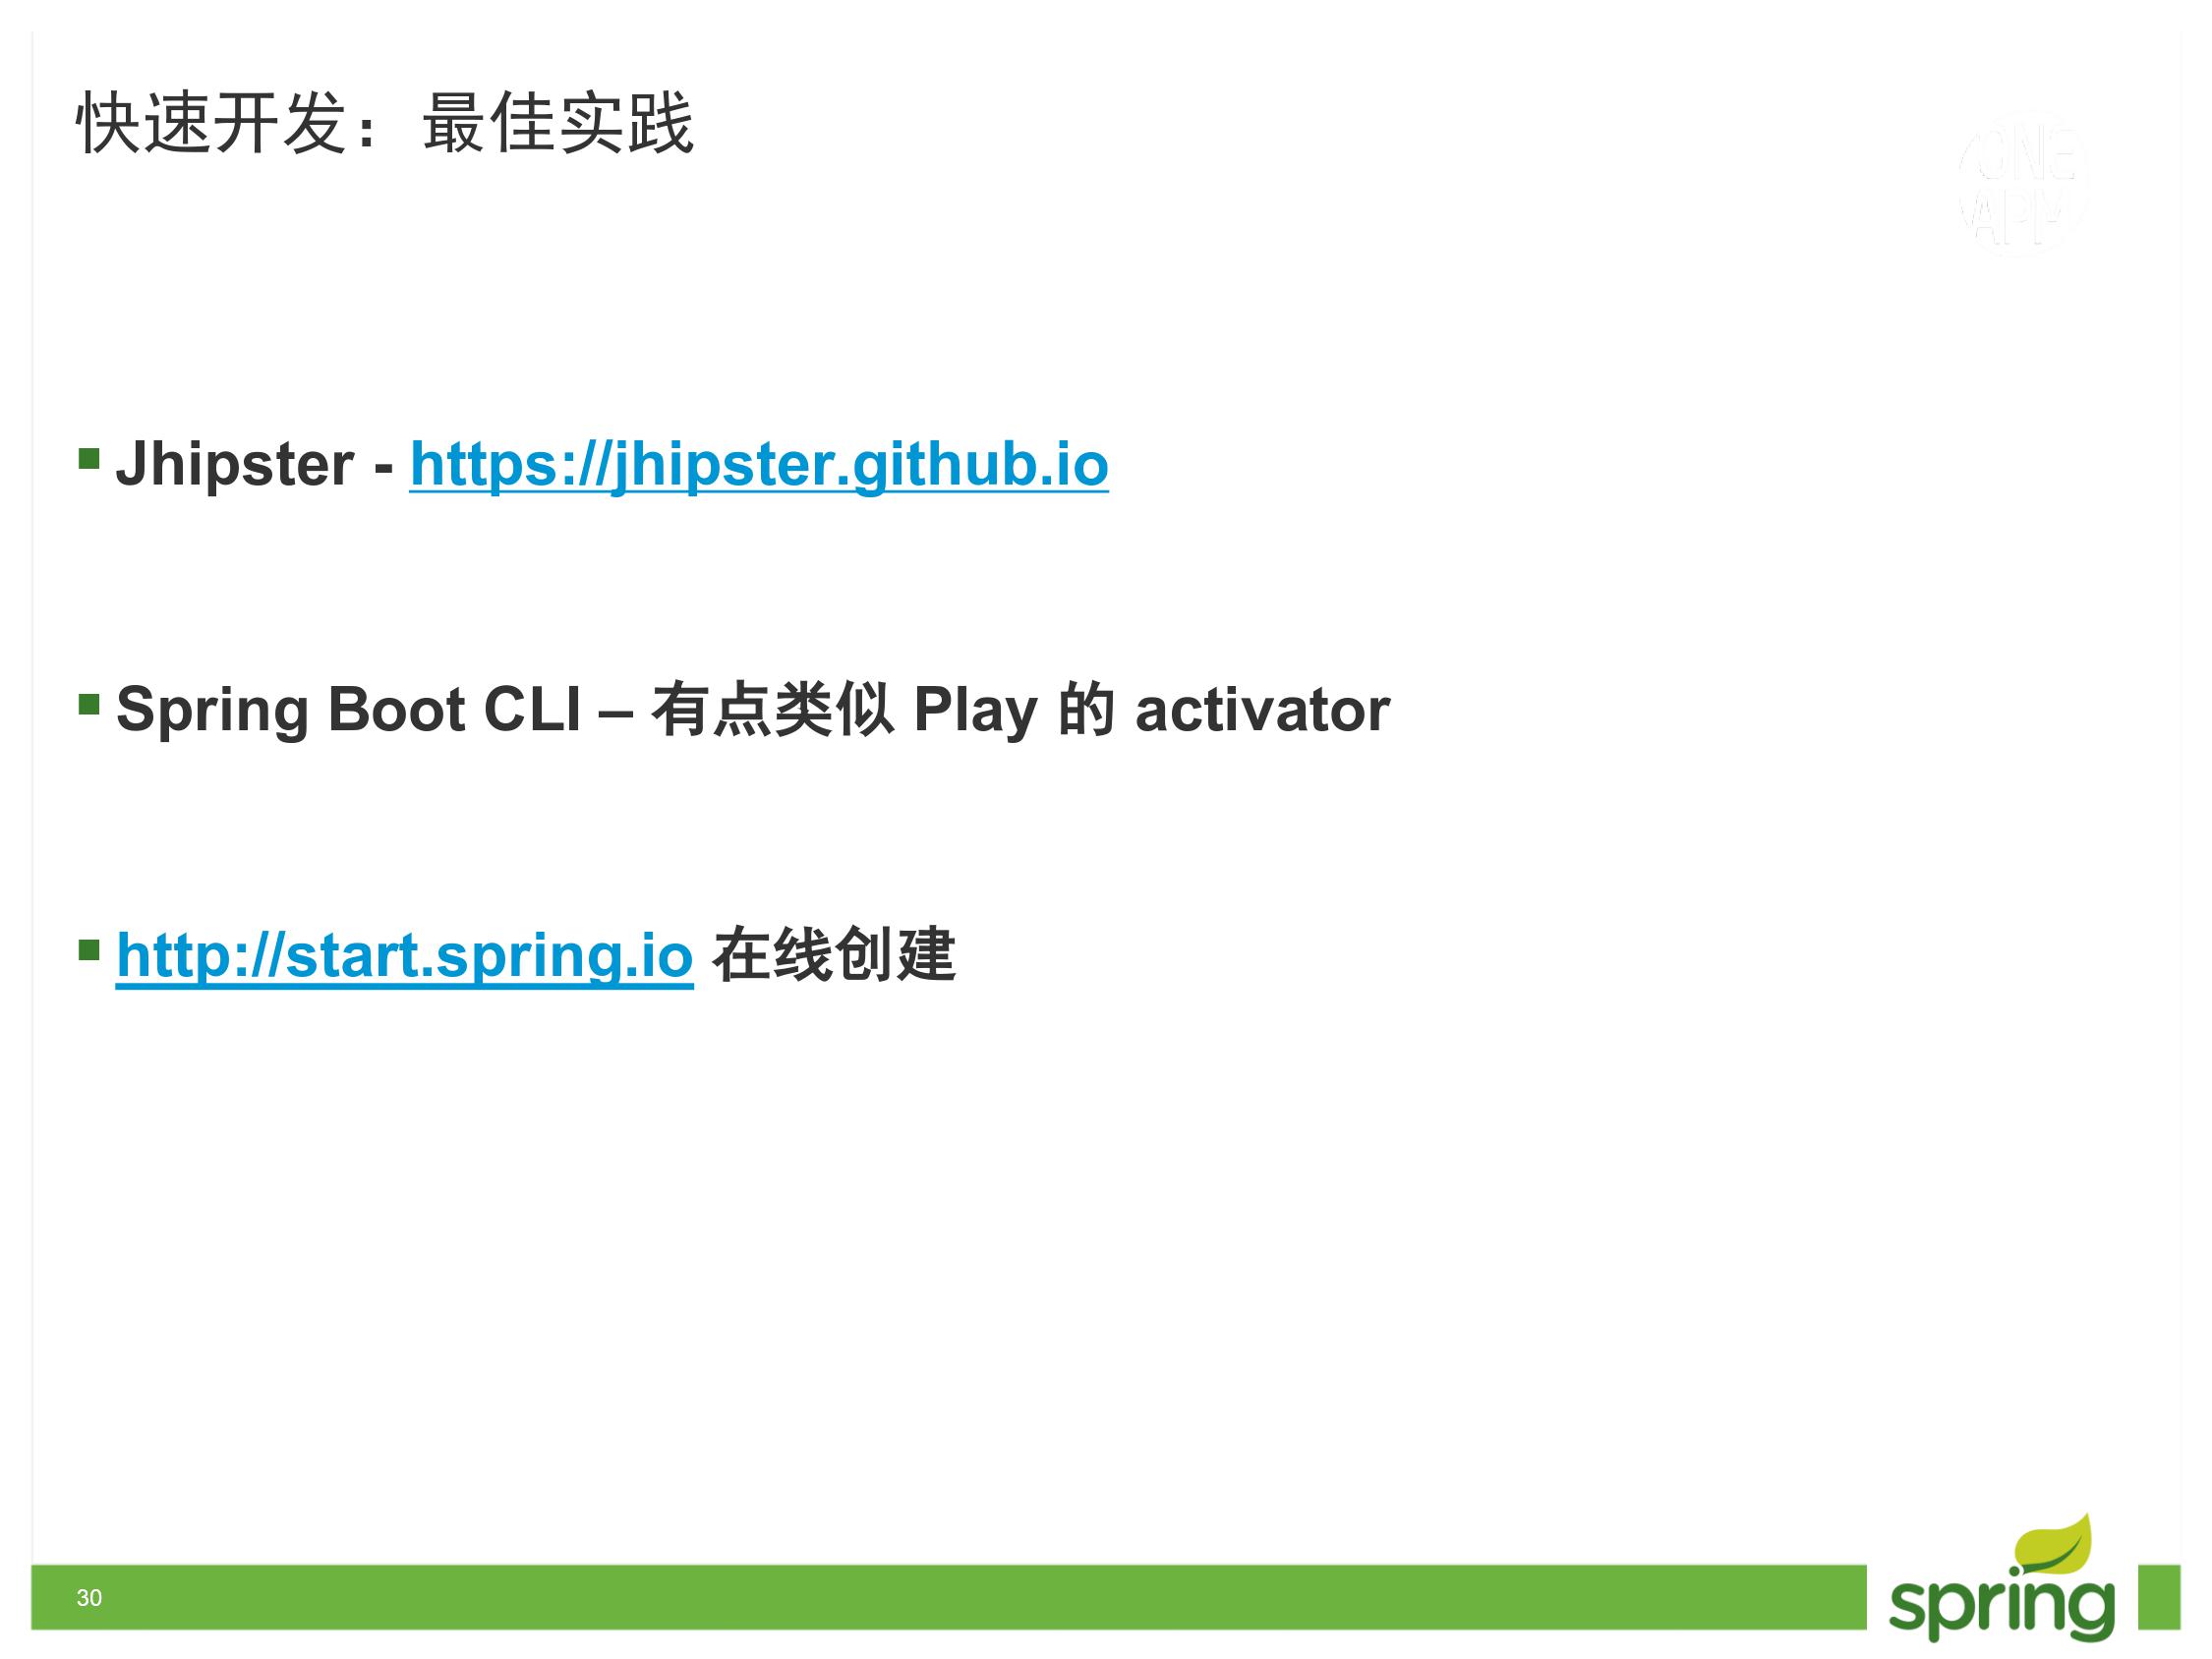 快速开发： 最佳实践
ONE
APM
Jhipster - https://jhipster.github.io
Spring Boot CLI – 有点类似 Play 的 activator
http://start.spring.io 在线创建
30
spring